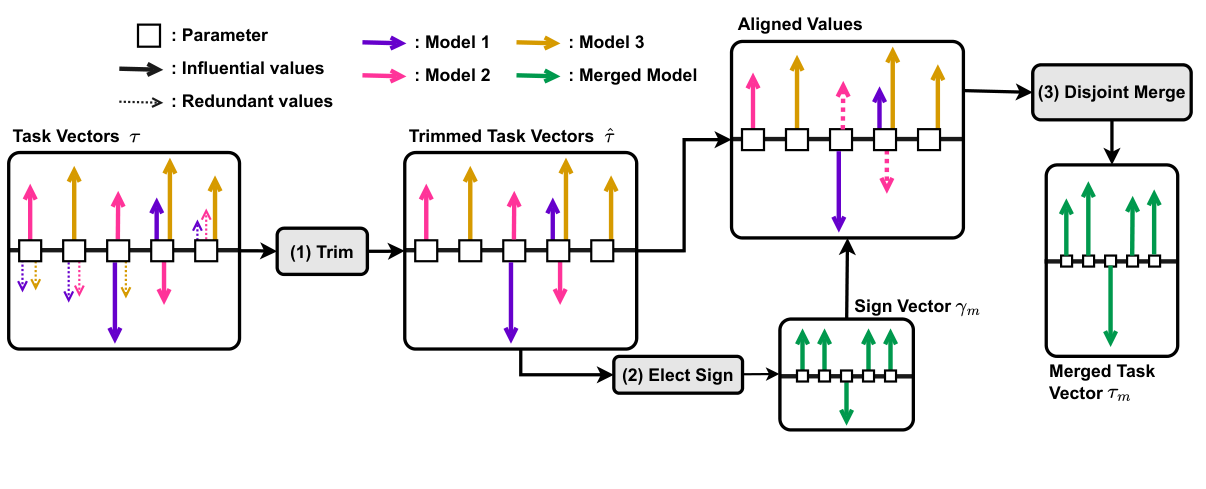 : Parameter
: Influential values
: Redundant values
: Model 1
: Model 2
: Model 3
: Merged Model
Task Vectors τ
(1) Trim
Trimmed Task Vectors τ̂
(2) Elect Sign
Sign Vector γₘ
Aligned Values
(3) Disjoint Merge
Merged Task
Vector τₘ